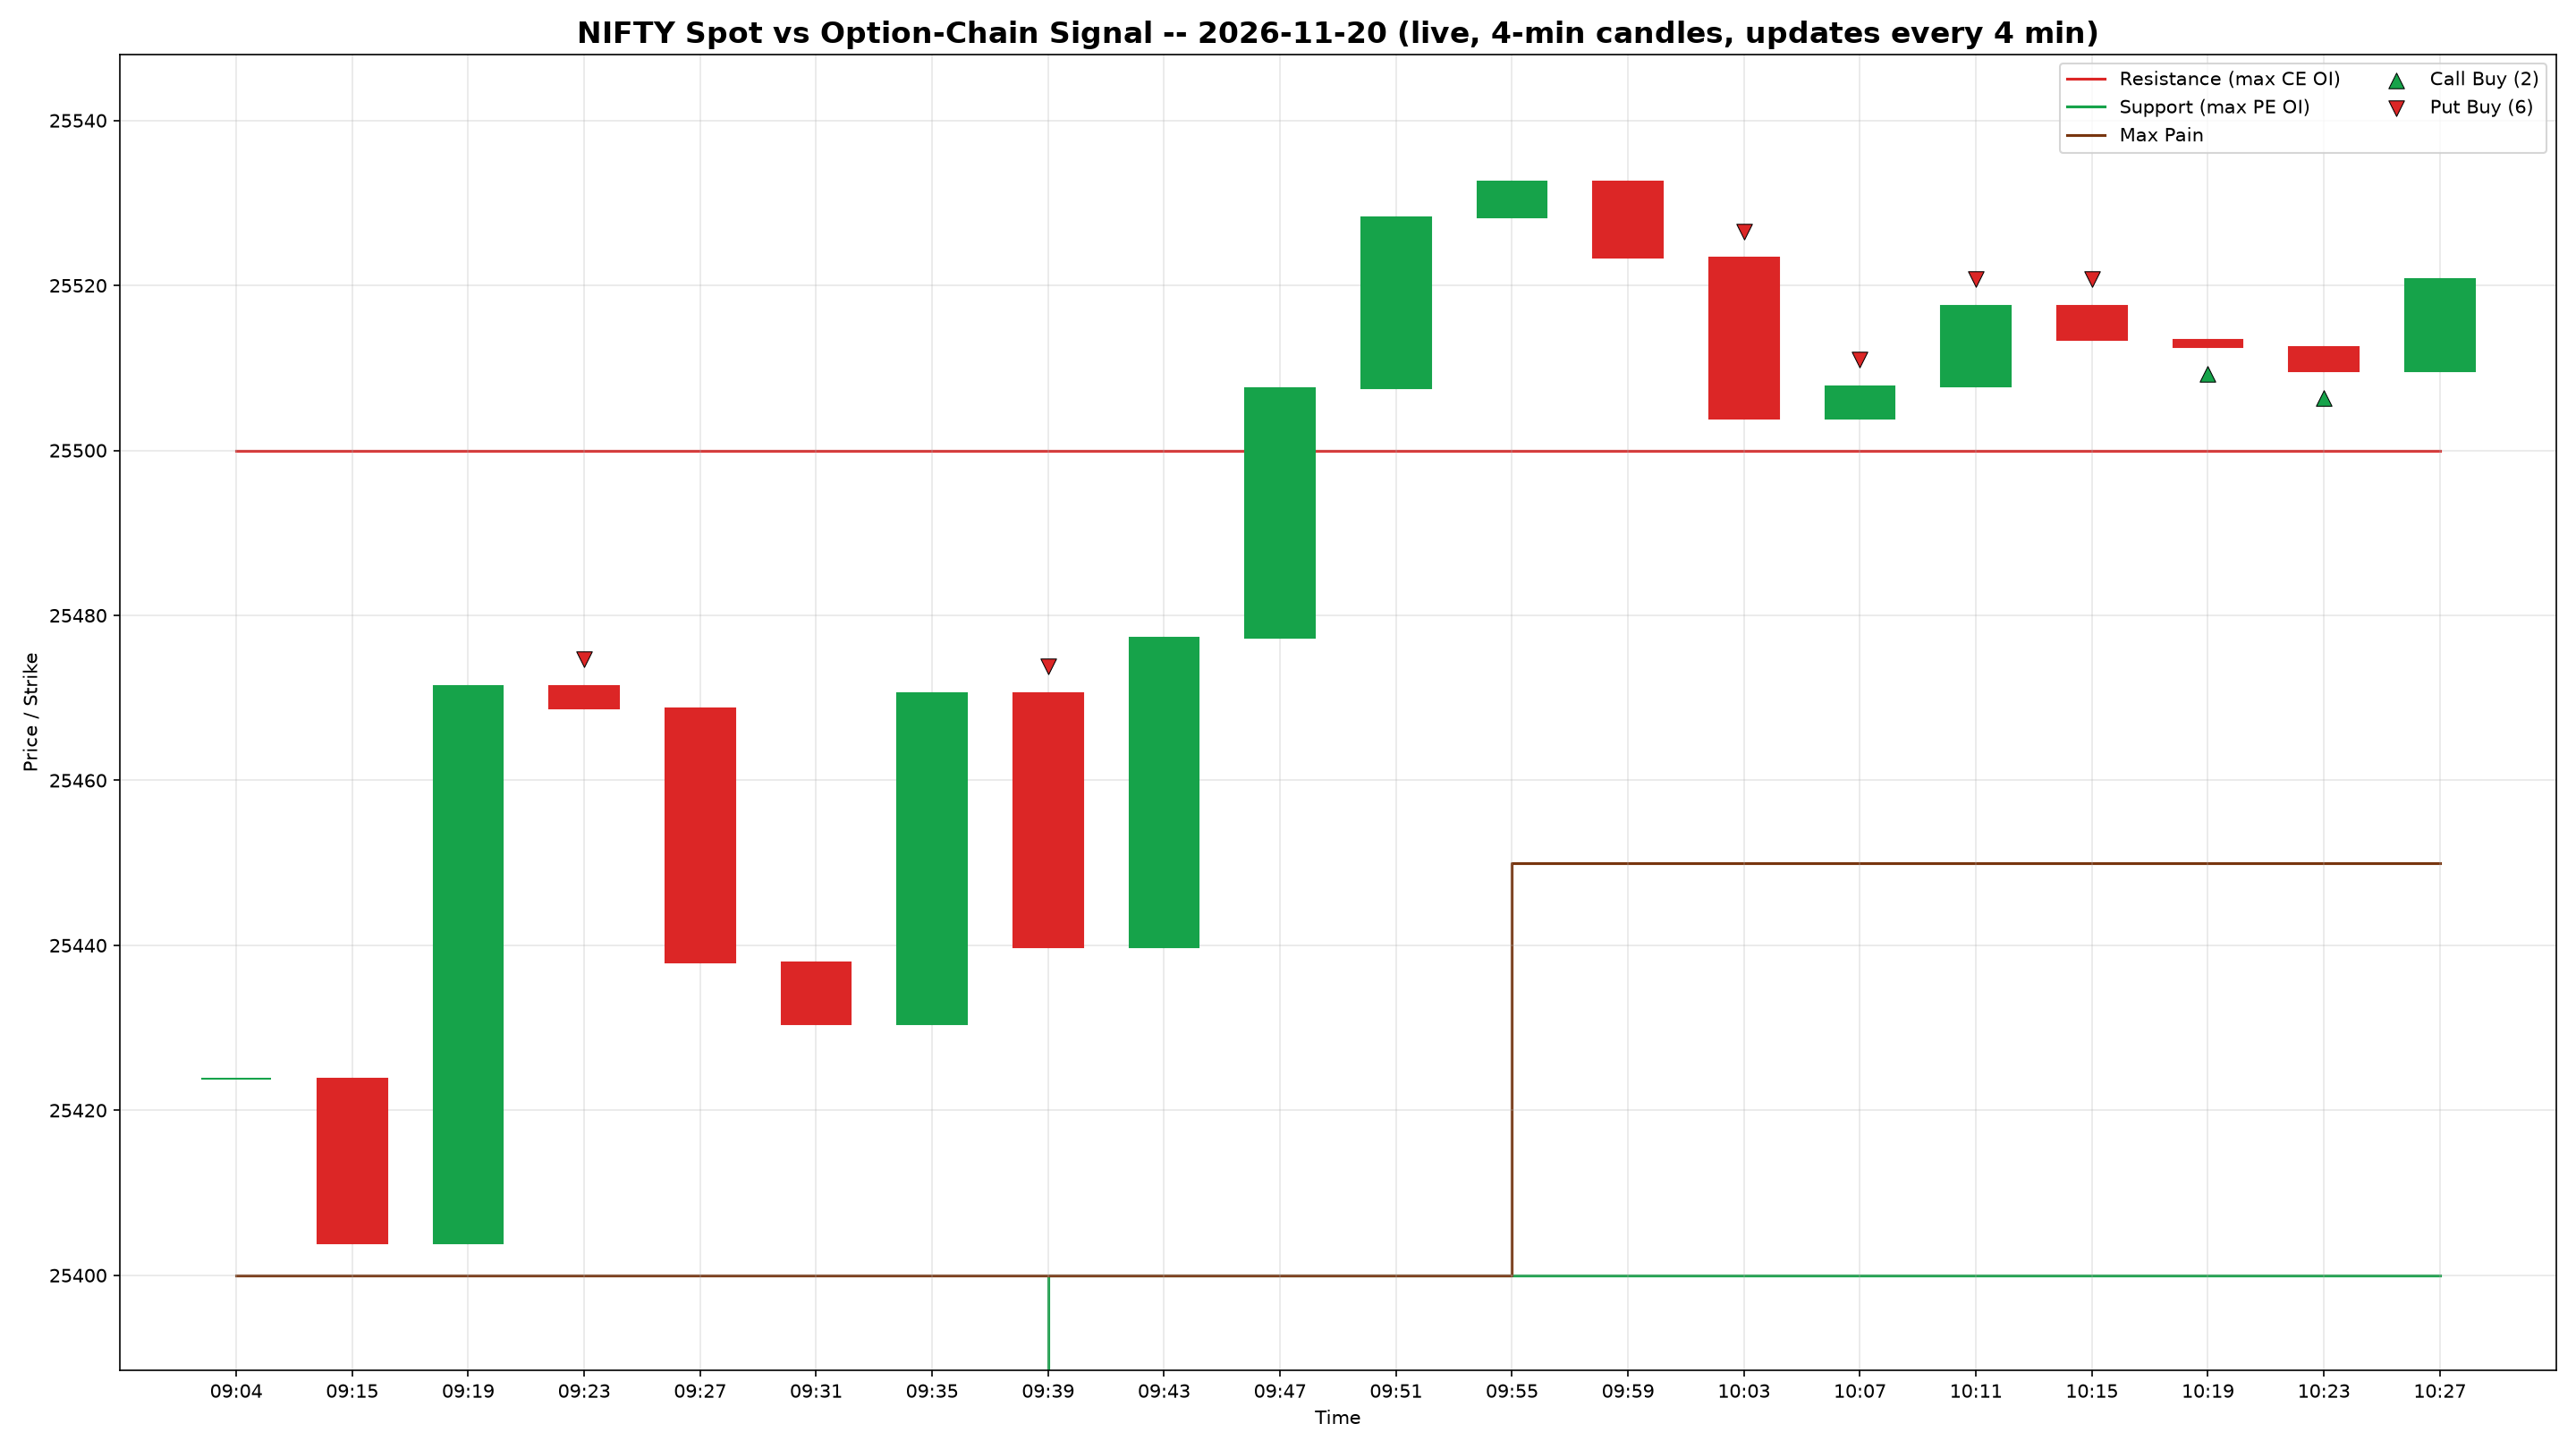 NIFTY Spot vs Option-Chain Signal -- 2026-11-20 (live, 4-min candles, updates every 4 min)
Resistance (max CE OI)
Support (max PE OI)
Max Pain
Call Buy (2)
Put Buy (6)
Price / Strike
25540
25520
25500
25480
25460
25440
25420
25400
09:04 09:15 09:19 09:23 09:27 09:31 09:35 09:39 09:43 09:47 09:51 09:55 09:59 10:03 10:07 10:11 10:15 10:19 10:23 10:27
Time